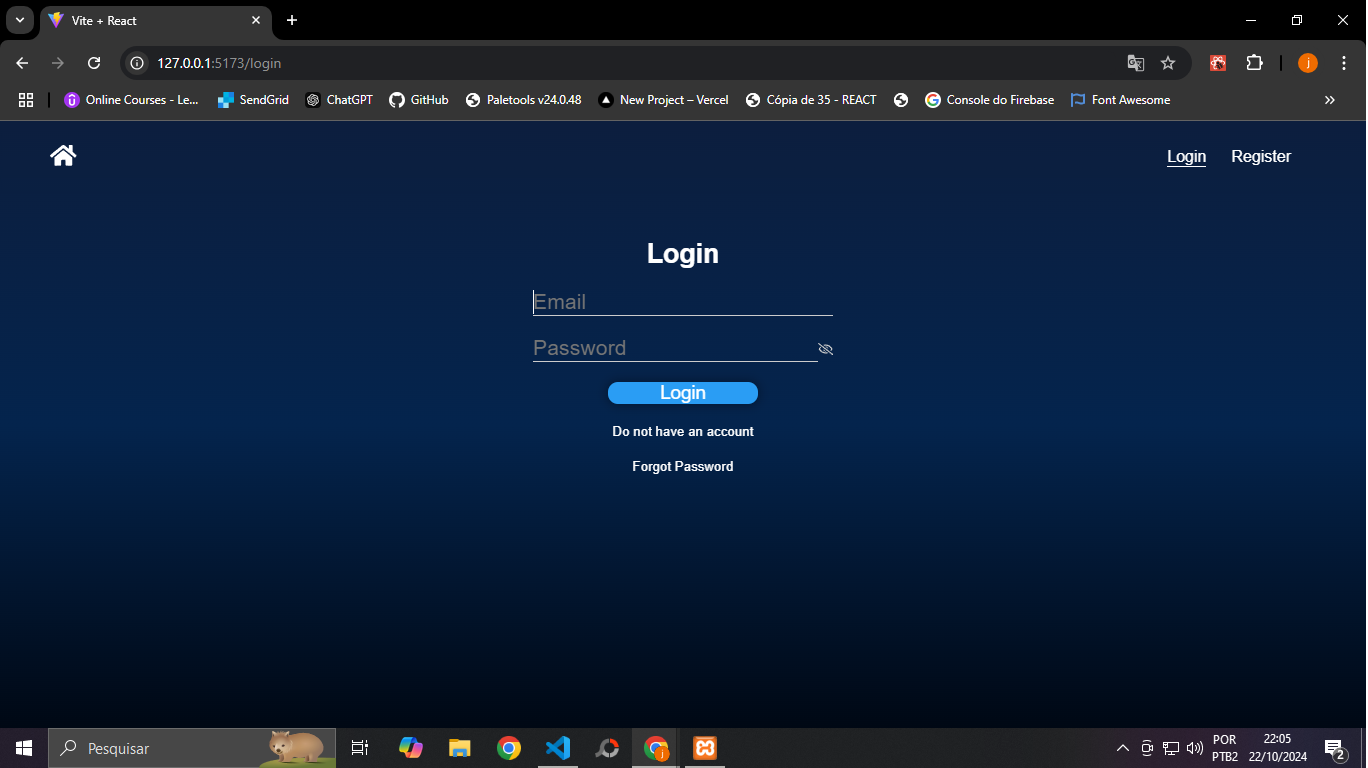 Vite + React
127.0.0.1:5173/login
j
Online Courses - Le...
SendGrid
ChatGPT
GitHub
Paletools v24.0.48
New Project – Vercel
Cópia de 35 - REACT
Console do Firebase
Font Awesome
Login
Register
Login
Email
Password
Login
Do not have an account
Forgot Password
Pesquisar
j
POR
PTB2
22:05
22/10/2024
2